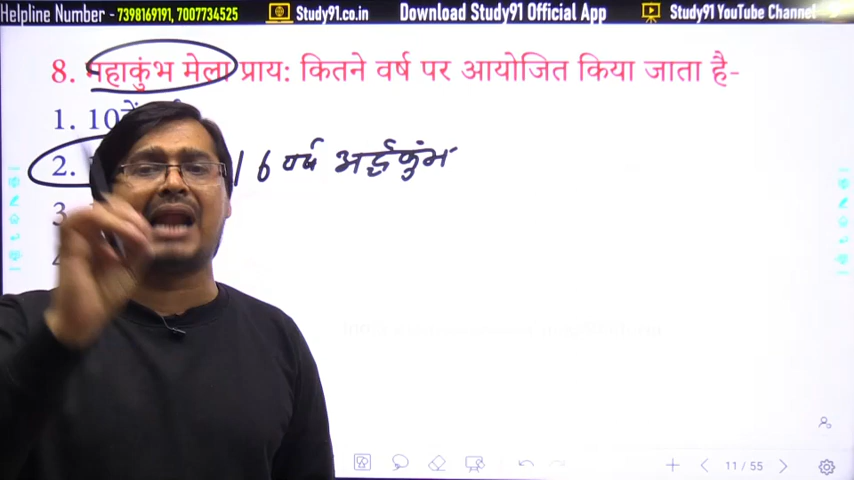 Helpline Number - 7398169191, 7007734525 Study91.co.in Download Study91 Official App Study91 YouTube Channel
8. महाकुंभ मेला प्राय: कितने वर्ष पर आयोजित किया जाता है-
1. 10वें
2. 6 वर्ष अर्द्धकुंभ
3.
11 / 55